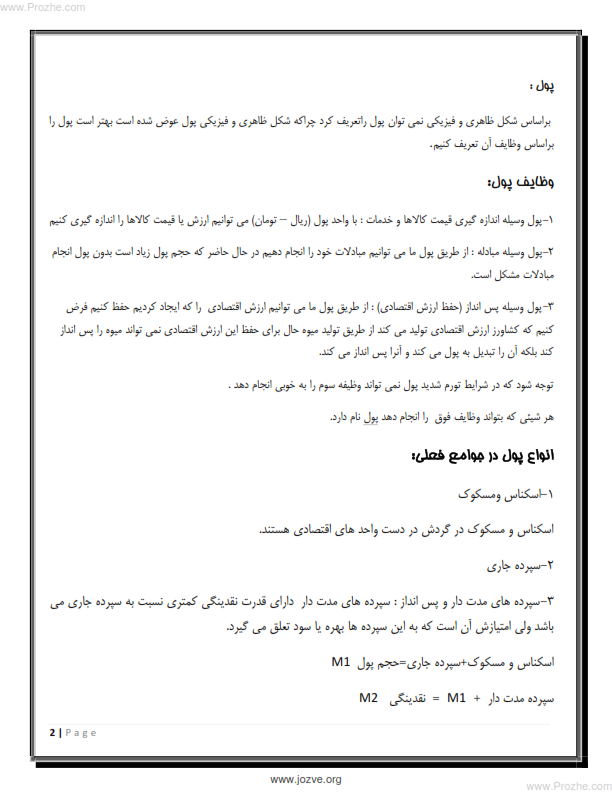 www.Prozhe.com
پول :
براساس شکل ظاهری و فیزیکی نمی توان پول راتعریف کرد چراکه شکل ظاهری و فیزیکی پول عوض شده است بهتر است پول را
براساس وظایف آن تعریف کنیم.
وظایف پول:
۱-پول وسیله اندازه گیری قیمت کالاها و خدمات : با واحد پول (ریال – تومان) می توانیم ارزش یا قیمت کالاها را اندازه گیری کنیم
۲-پول وسیله مبادله : از طریق پول ما می توانیم مبادلات خود را انجام دهیم در حال حاضر که حجم پول زیاد است بدون پول انجام
مبادلات مشکل است.
۳-پول وسیله پس انداز (حفظ ارزش اقتصادی) : از طریق پول ما می توانیم ارزش اقتصادی را که ایجاد کردیم حفظ کنیم فرض
کنیم که کشاورز ارزش اقتصادی تولید می کند از طریق تولید میوه حال برای حفظ این ارزش اقتصادی نمی تواند میوه را پس انداز
کند بلکه آن را تبدیل به پول می کند و آنرا پس انداز می کند.
توجه شود که در شرایط تورم شدید پول نمی تواند وظیفه سوم را به خوبی انجام دهد .
هر شیئی که بتواند وظایف فوق را انجام دهد پول نام دارد.
انواع پول در جوامع فعلی:
۱-اسکناس ومسکوک
اسکناس و مسکوک در گردش در دست واحد های اقتصادی هستند.
۲-سپرده جاری
۳-سپرده های مدت دار و پس انداز : سپرده های مدت دار دارای قدرت نقدینگی کمتری نسبت به سپرده جاری می
باشد ولی امتیازش آن است که به این سپرده ها بهره یا سود تعلق می گیرد.
اسکناس و مسکوک+سپرده جاری=حجم پول M1
سپرده مدت دار + M1 = نقدینگی M2
2 | Page
www.jozve.org
www.Prozhe.com